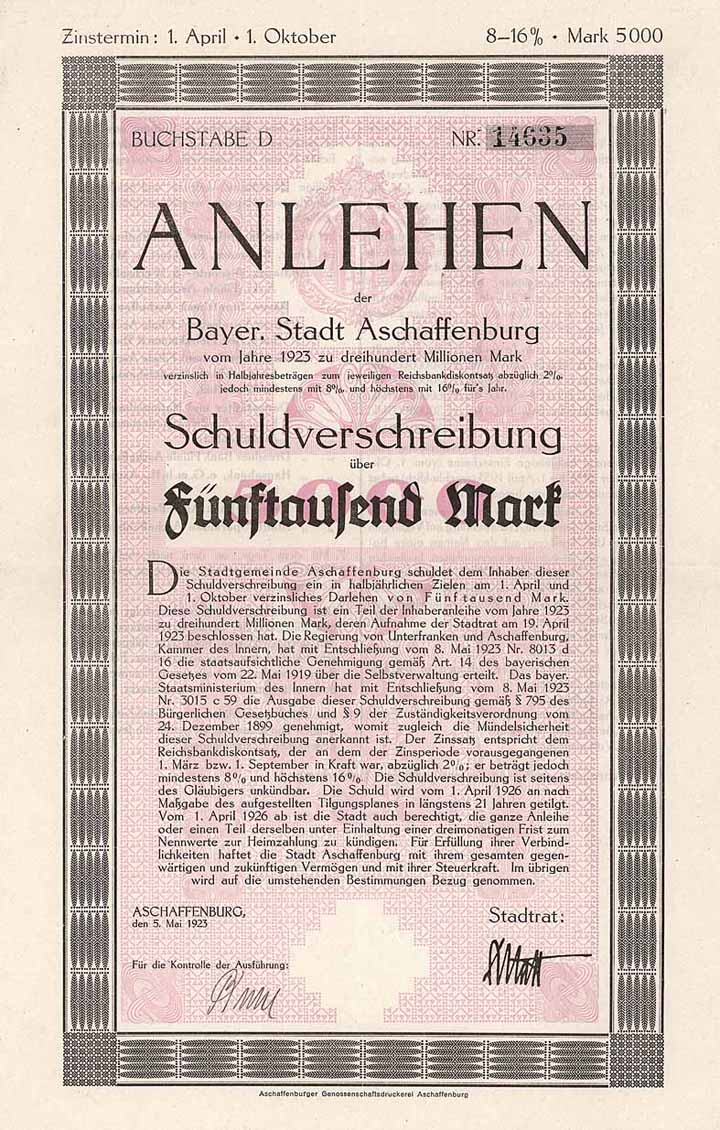 Zinstermin: 1. April • 1. Oktober 8–16% • Mark 5000
BUCHSTABE D NR. 14635
ANLEHEN
der
Bayer. Stadt Aschaffenburg
vom Jahre 1923 zu dreihundert Millionen Mark
verzinslich in Halbjahresbeträgen zum jeweiligen Reichsbankdiskontsatz abzüglich 2%,
jedoch mindestens mit 8%, und höchstens mit 16% für's Jahr.
Schuldverschreibung
über
Fünftausend Mark
Die Stadtgemeinde Aschaffenburg schuldet dem Inhaber dieser
Schuldverschreibung ein in halbjährlichen Zielen am 1. April und
1. Oktober verzinsliches Darlehen von Fünftausend Mark.
Diese Schuldverschreibung ist ein Teil der Inhaberanleihe vom Jahre 1923
zu dreihundert Millionen Mark, deren Aufnahme der Stadtrat am 19. April
1923 beschlossen hat. Die Regierung von Unterfranken und Aschaffenburg,
Kammer des Innern, hat mit Entschließung vom 8. Mai 1923 Nr. 8013 d
16 die staatsaufsichtliche Genehmigung gemäß Art. 14 des bayerischen
Gesetzes vom 22. Mai 1919 über die Selbstverwaltung erteilt. Das bayer.
Staatsministerium des Innern hat mit Entschließung vom 8. Mai 1923
Nr. 3015 c 59 die Ausgabe dieser Schuldverschreibung gemäß § 795 des
Bürgerlichen Gesetzbuches und § 9 der Zuständigkeitsverordnung vom
24. Dezember 1899 genehmigt, womit zugleich die Mündelsicherheit
dieser Schuldverschreibung anerkannt ist. Der Zinssatz entspricht dem
Reichsbankdiskontsatz, der an dem der Zinsperiode vorausgegangenen
1. März bzw. 1. September in Kraft war, abzüglich 2%; er beträgt jedoch
mindestens 8% und höchstens 16%. Die Schuldverschreibung ist seitens
des Gläubigers unkündbar. Die Schuld wird vom 1. April 1926 an nach
Maßgabe des aufgestellten Tilgungsplanes in längstens 21 Jahren getilgt.
Vom 1. April 1926 ab ist die Stadt auch berechtigt, die ganze Anleihe
oder einen Teil derselben unter Einhaltung einer dreimonatigen Frist zum
Nennwerte zur Heimzahlung zu kündigen. Für Erfüllung ihrer Verbind-
lichkeiten haftet die Stadt Aschaffenburg mit ihrem gesamten gegen-
wärtigen und zukünftigen Vermögen und mit ihrer Steuerkraft. Im übrigen
wird auf die umstehenden Bestimmungen Bezug genommen.
ASCHAFFENBURG, Stadtrat:
den 5. Mai 1923
Für die Kontrolle der Ausführung:
Aschaffenburger Genossenschaftsdruckerei Aschaffenburg